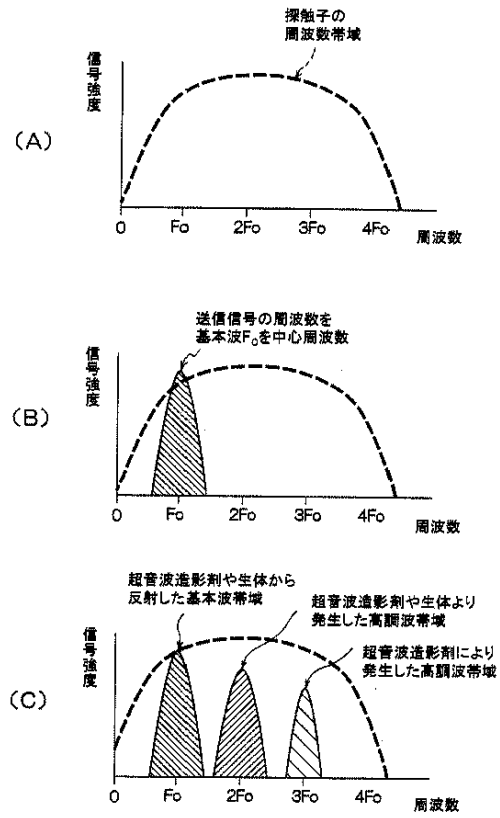 探触子の
周波数帯域
信号強度
(A)
0 Fo 2Fo 3Fo 4Fo 周波数
送信信号の周波数を
基本波Foを中心周波数
信号強度
(B)
0 Fo 2Fo 3Fo 4Fo 周波数
超音波造影剤や生体から
反射した基本波帯域
超音波造影剤や生体より
発生した高調波帯域
超音波造影剤により
発生した高調波帯域
信号強度
(C)
0 Fo 2Fo 3Fo 4Fo 周波数